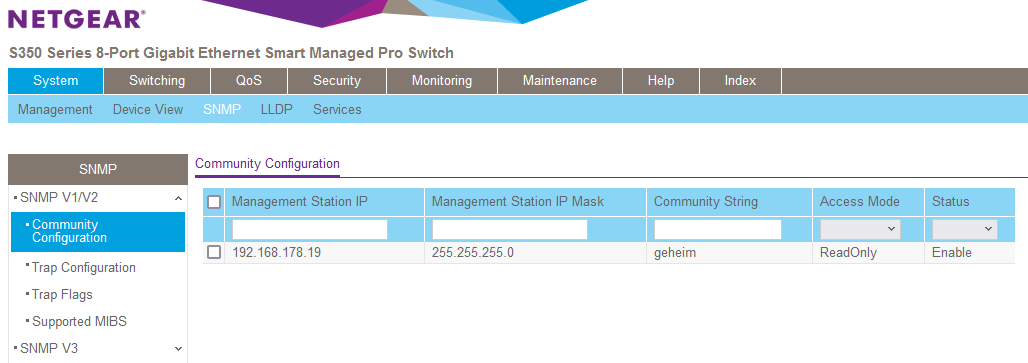 NETGEAR®
S350 Series 8-Port Gigabit Ethernet Smart Managed Pro Switch
System Switching QoS Security Monitoring Maintenance Help Index
Management Device View SNMP LLDP Services
SNMP
SNMP V1/V2
Community
Configuration
Trap Configuration
Trap Flags
Supported MIBS
SNMP V3
Community Configuration
Management Station IP Management Station IP Mask Community String Access Mode Status
192.168.178.19 255.255.255.0 geheim ReadOnly Enable